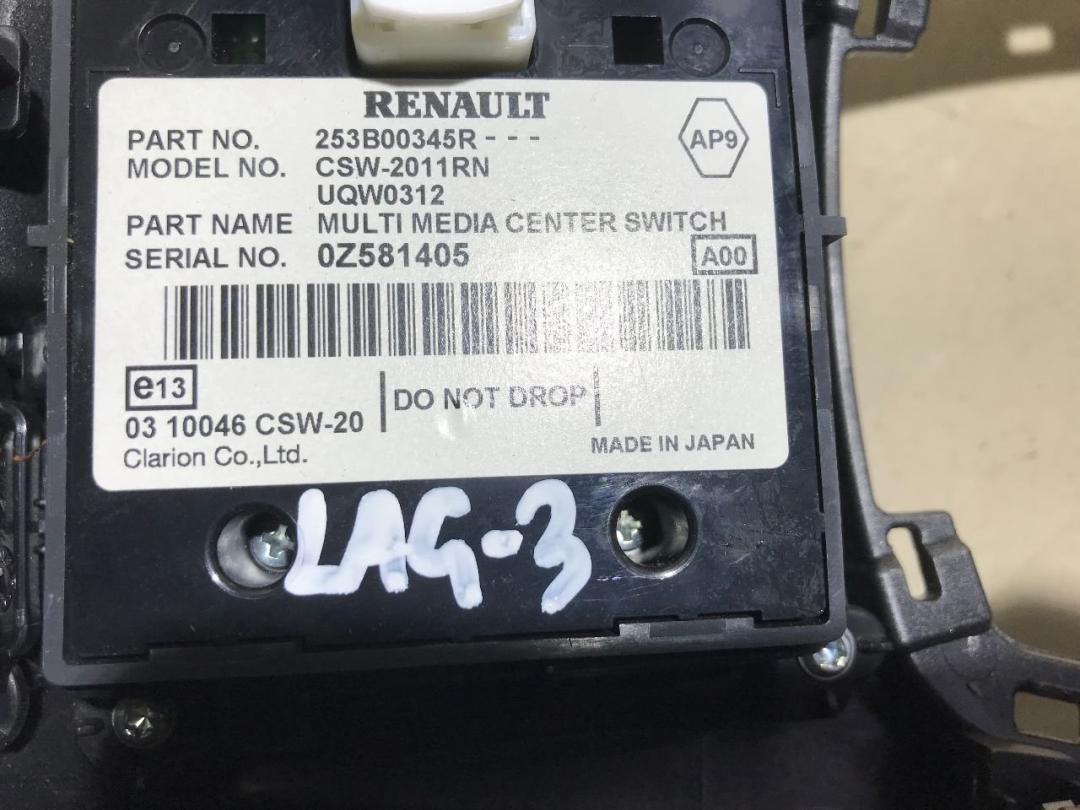 RENAULT
PART NO. 253B00345R - - -
AP9
MODEL NO. CSW-2011RN
UQW0312
PART NAME MULTI MEDIA CENTER SWITCH
SERIAL NO. 0Z581405
A00
e13
DO NOT DROP
03 10046 CSW-20
Clarion Co.,Ltd.
MADE IN JAPAN
LAG-3